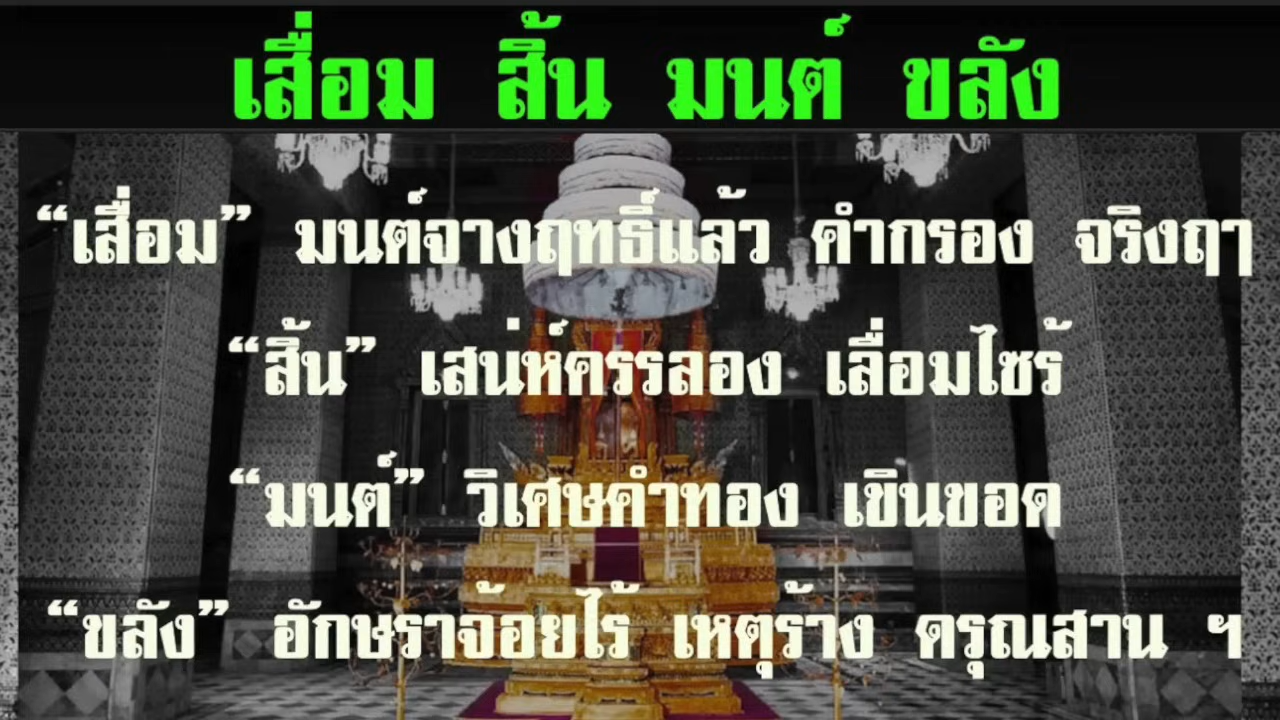 เสื่อม สิ้น มนต์ ขลัง
“เสื่อม” มนต์จางฤทธิ์แล้ว คำกรอง จริงฤๅ
“สิ้น” เสน่ห์ครรลอง เลื่อมไซร้
“มนต์” วิเศษคำทอง เขินขอด
“ขลัง” อักษราจ้อยไร้ เหตุร้าง ดรุณสาน ฯ